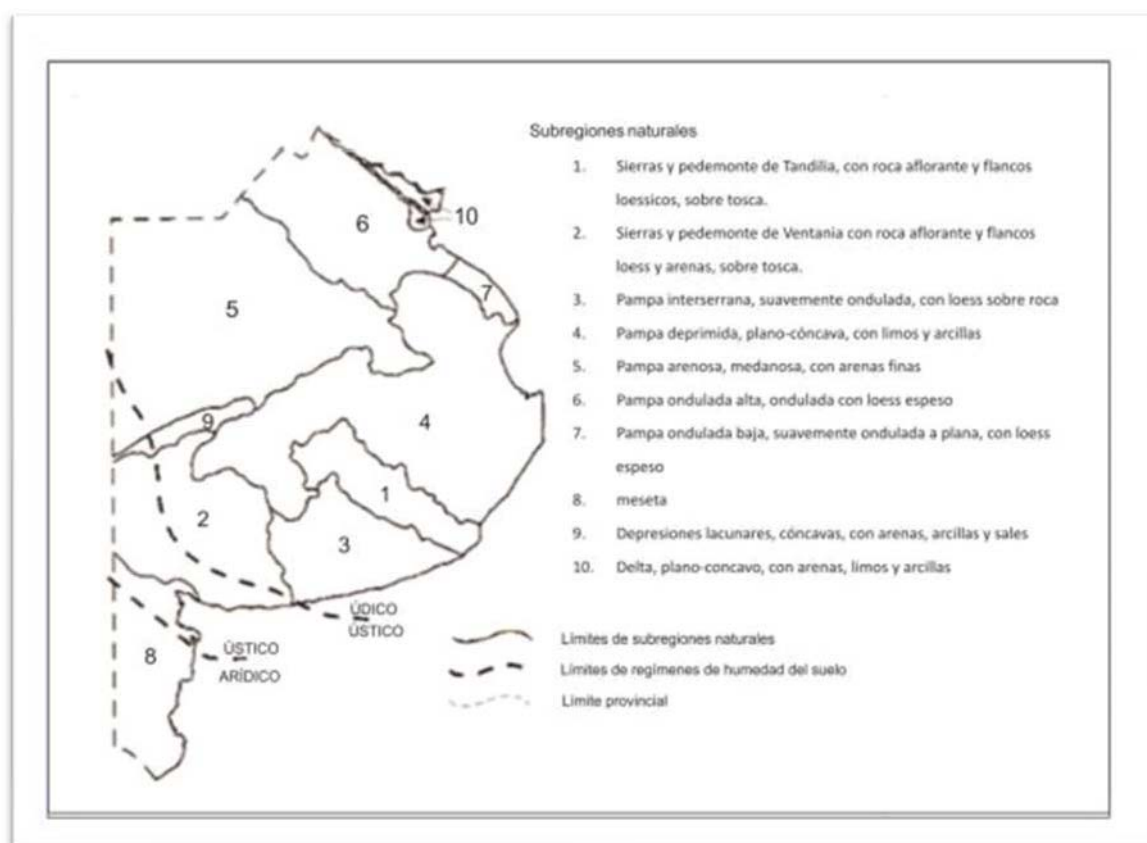 Subregiones naturales
1. Sierras y pedemonte de Tandilia, con roca aflorante y flancos
loessicos, sobre tosca.
2. Sierras y pedemonte de Ventania con roca aflorante y flancos
loess y arenas, sobre tosca.
3. Pampa interserrana, suavemente ondulada, con loess sobre roca
4. Pampa deprimida, plano-cóncava, con limos y arcillas
5. Pampa arenosa, medanosa, con arenas finas
6. Pampa ondulada alta, ondulada con loess espeso
7. Pampa ondulada baja, suavemente ondulada a plana, con loess
espeso
8. meseta
9. Depresiones lacunares, cóncavas, con arenas, arcillas y sales
10. Delta, plano-concavo, con arenas, limos y arcillas
10
6
7
5
9
4
1
2
3
ÚDICO
ÚSTICO
8
ÚSTICO
ARÍDICO
Límites de subregiones naturales
Límites de regímenes de humedad del suelo
Límite provincial